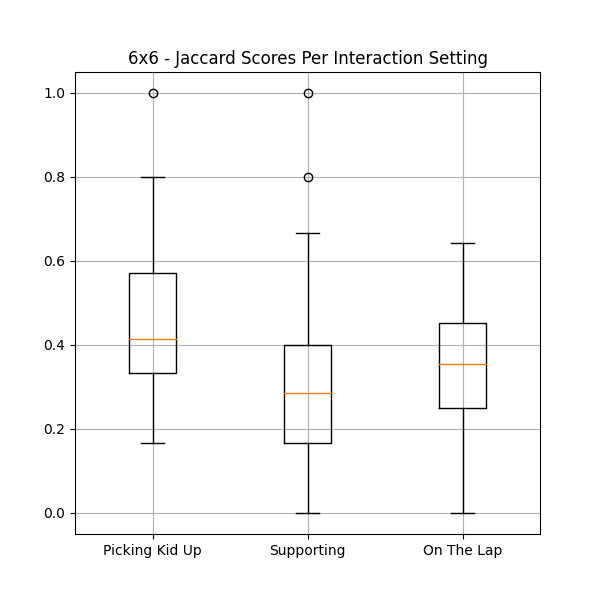 6x6 - Jaccard Scores Per Interaction Setting
1.0
0.8
0.6
0.4
0.2
0.0
Picking Kid Up
Supporting
On The Lap